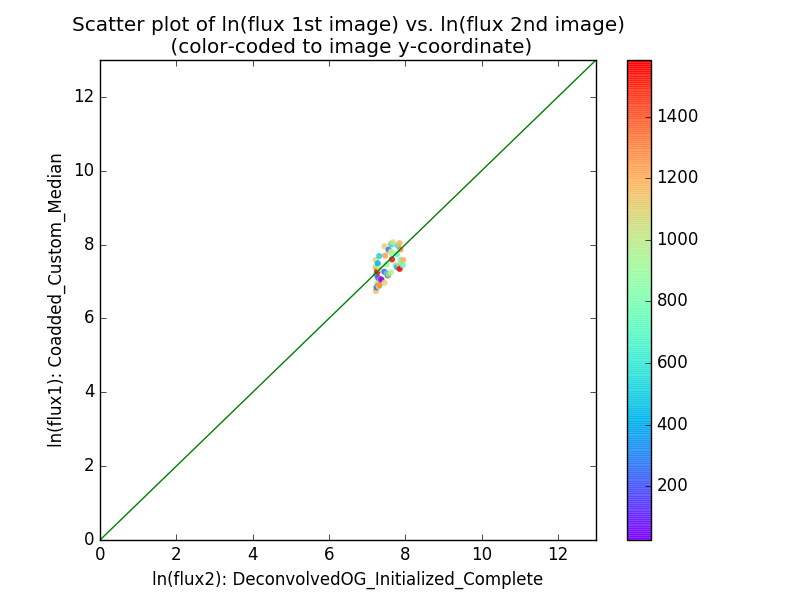 Scatter plot of ln(flux 1st image) vs. ln(flux 2nd image)
(color-coded to image y-coordinate)
12
10
8
6
4
2
0
ln(flux1): Coadded_Custom_Median
0 2 4 6 8 10 12
ln(flux2): DeconvolvedOG_Initialized_Complete
1400
1200
1000
800
600
400
200